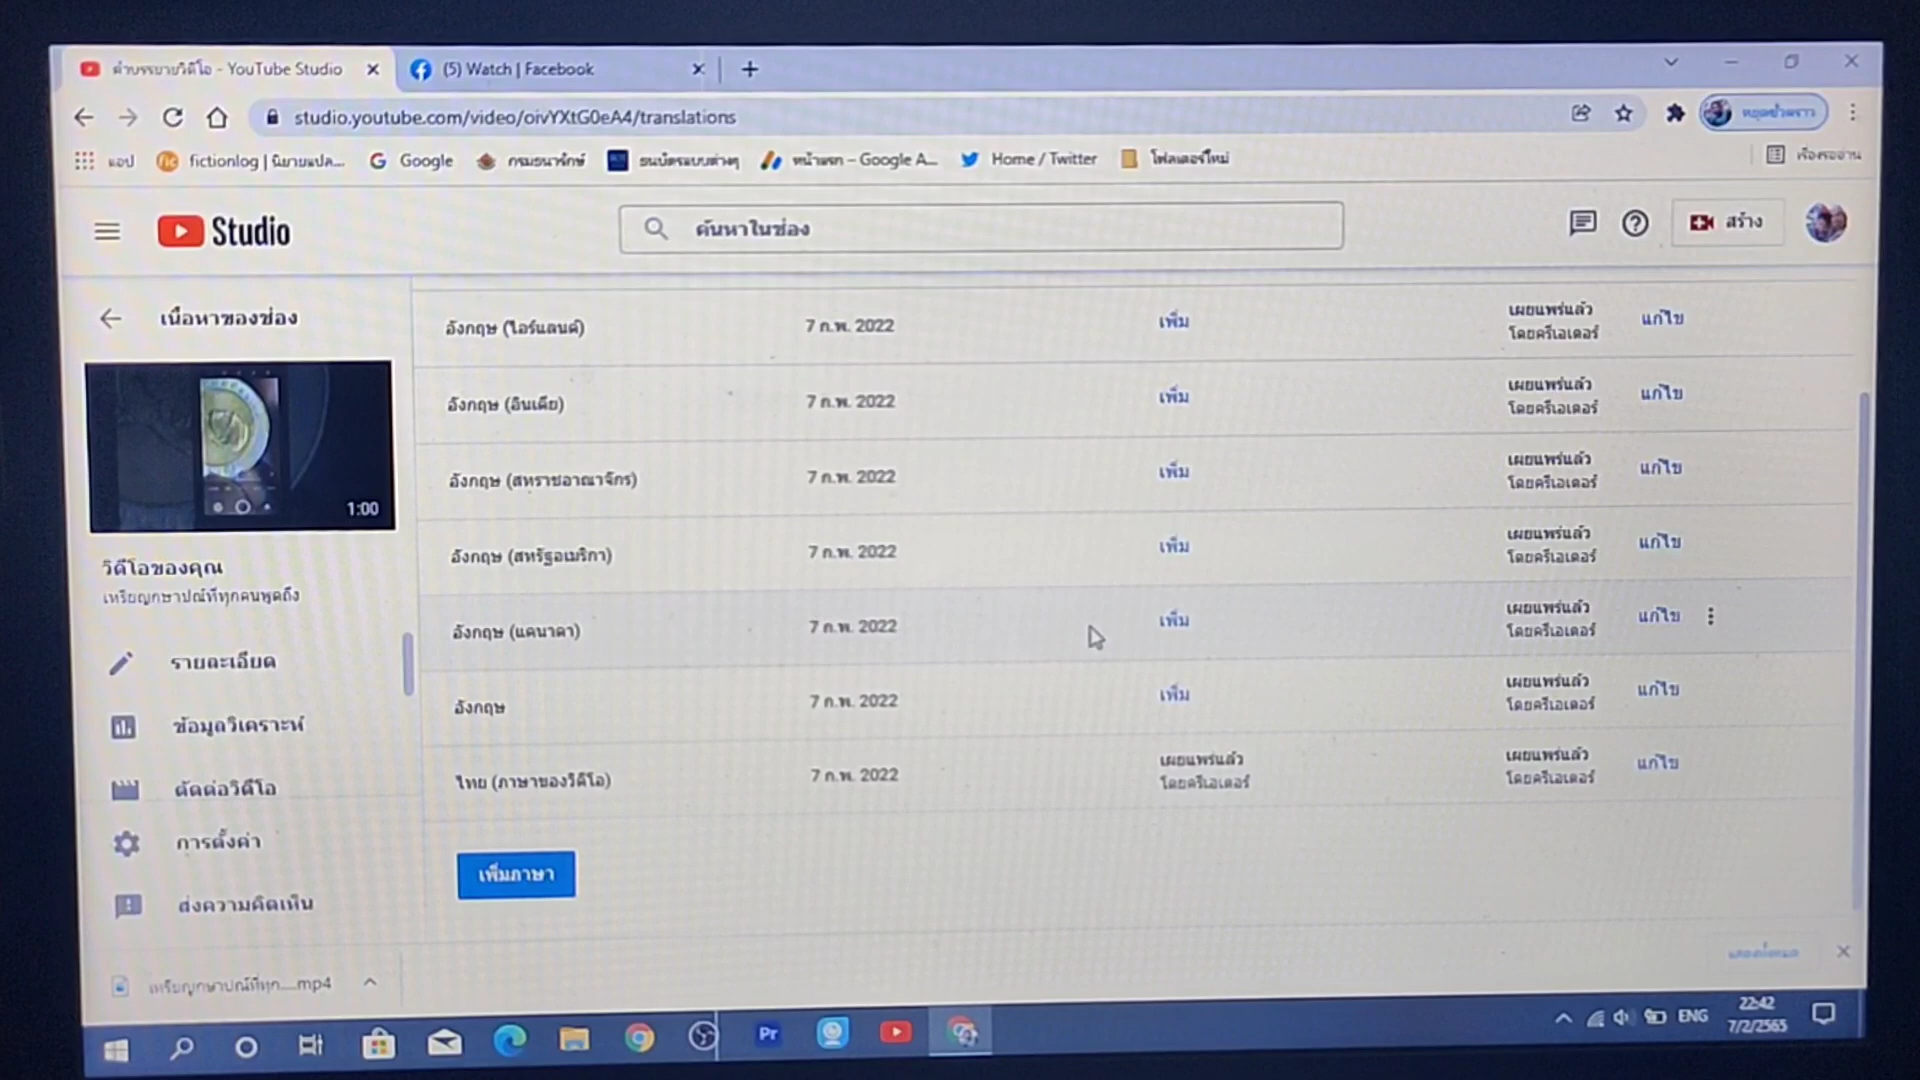 คำบรรยายวิดีโอ - YouTube Studio
(5) Watch | Facebook
studio.youtube.com/video/oivYXtG0eA4/translations
แอป
fictionlog | นิยายแปล...
Google
กรมธนารักษ์
ธนบัตรแบบต่างๆ
หน้าแรก – Google A...
Home / Twitter
โฟลเดอร์ใหม่
Studio
ค้นหาในช่อง
สร้าง
เนื้อหาของช่อง
1:00
วิดีโอของคุณ
เหรียญกษาปณ์ที่ทุกคนพูดถึง
รายละเอียด
ข้อมูลวิเคราะห์
ตัดต่อวิดีโอ
การตั้งค่า
ส่งความคิดเห็น
อังกฤษ (ไอร์แลนด์) 7 ก.พ. 2022 เพิ่ม เผยแพร่แล้ว แก้ไข
โดยครีเอเตอร์
อังกฤษ (อินเดีย) 7 ก.พ. 2022 เพิ่ม เผยแพร่แล้ว แก้ไข
โดยครีเอเตอร์
อังกฤษ (สหราชอาณาจักร) 7 ก.พ. 2022 เพิ่ม เผยแพร่แล้ว แก้ไข
โดยครีเอเตอร์
อังกฤษ (สหรัฐอเมริกา) 7 ก.พ. 2022 เพิ่ม เผยแพร่แล้ว แก้ไข
โดยครีเอเตอร์
อังกฤษ (แคนาดา) 7 ก.พ. 2022 เพิ่ม เผยแพร่แล้ว แก้ไข
โดยครีเอเตอร์
อังกฤษ 7 ก.พ. 2022 เพิ่ม เผยแพร่แล้ว แก้ไข
โดยครีเอเตอร์
ไทย (ภาษาของวิดีโอ) 7 ก.พ. 2022 เผยแพร่แล้ว เผยแพร่แล้ว แก้ไข
โดยครีเอเตอร์ โดยครีเอเตอร์
เพิ่มภาษา
เหรียญกษาปณ์ที่ทุก....mp4
Pr
ENG
22:42
7/2/2565